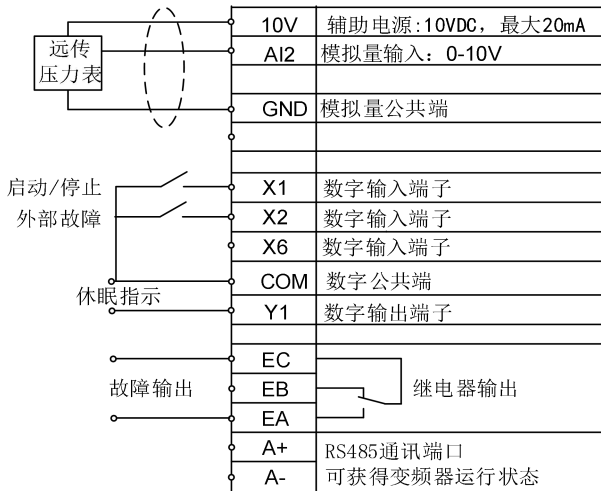 远传
压力表
10V 辅助电源:10VDC，最大20mA
AI2 模拟量输入：0-10V
GND 模拟量公共端
启动/停止 X1 数字输入端子
外部故障 X2 数字输入端子
X6 数字输入端子
COM 数字公共端
休眠指示
Y1 数字输出端子
EC
故障输出 EB 继电器输出
EA
A+ RS485通讯端口
A- 可获得变频器运行状态